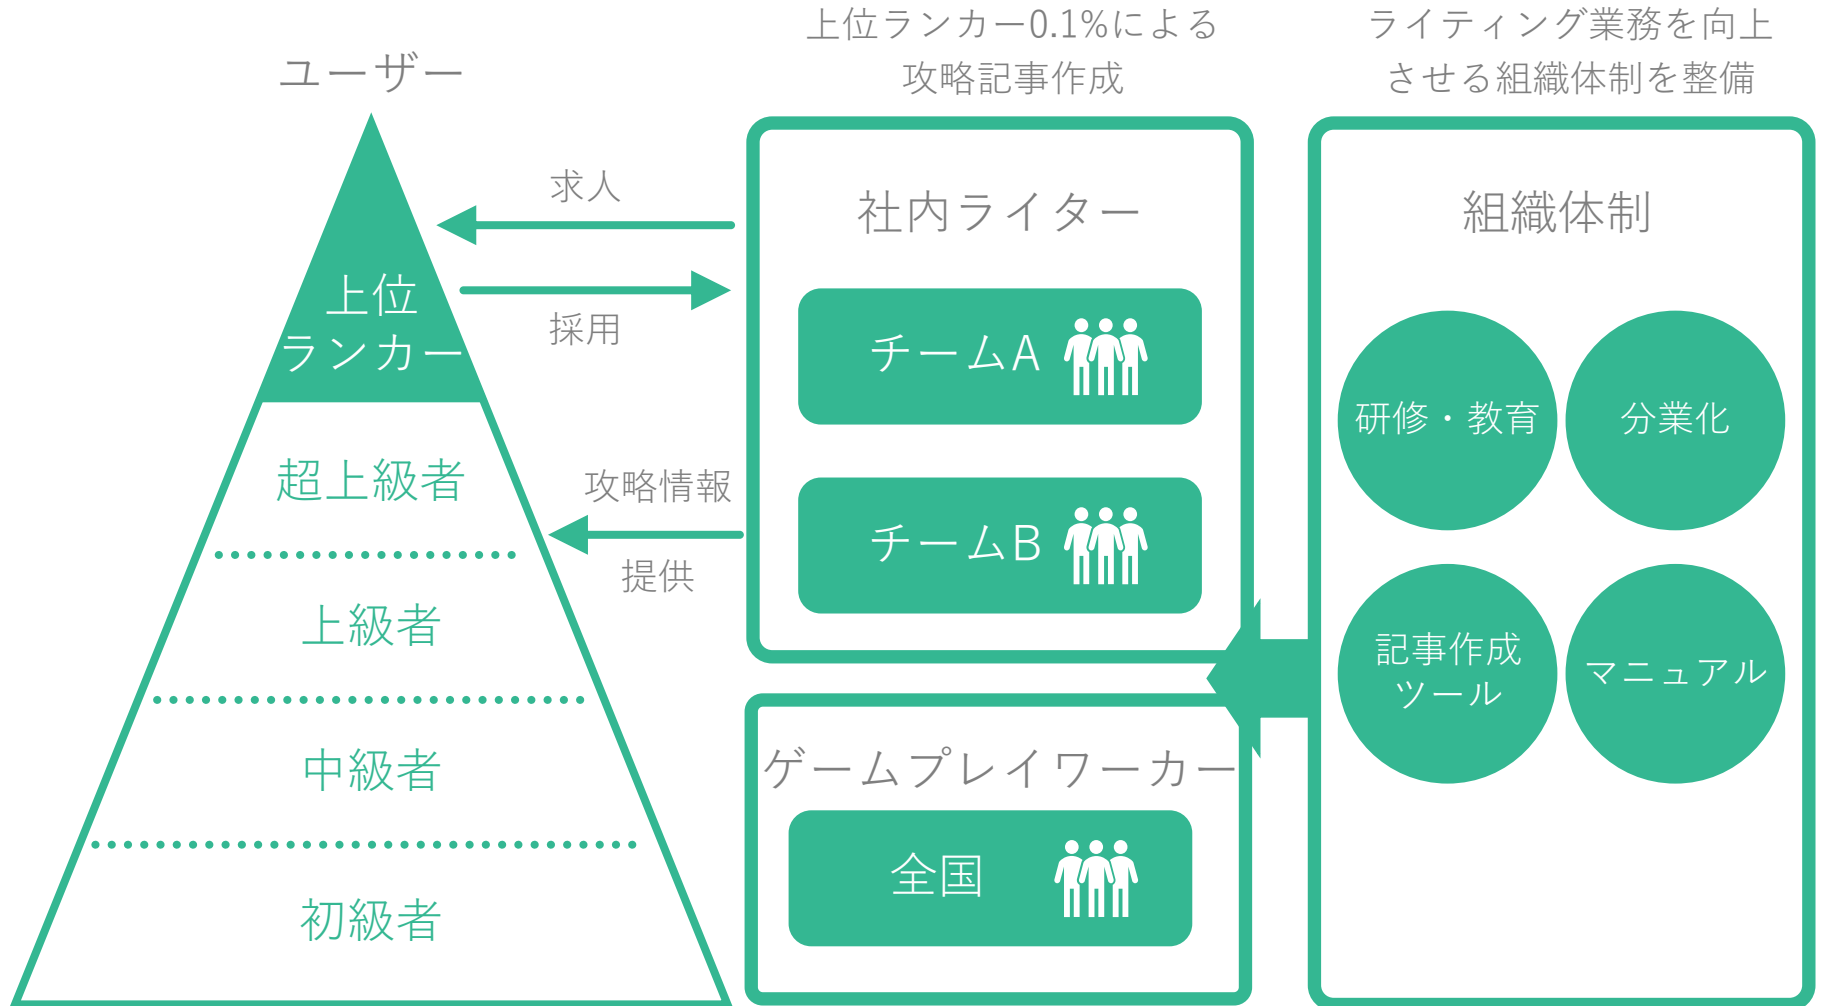 ユーザー
上位
ランカー
超上級者
上級者
中級者
初級者
求人
採用
攻略情報
提供
上位ランカー0.1%による
攻略記事作成
社内ライター
チームA
チームB
ゲームプレイワーカー
全国
ライティング業務を向上
させる組織体制を整備
組織体制
研修・教育
分業化
記事作成
ツール
マニュアル